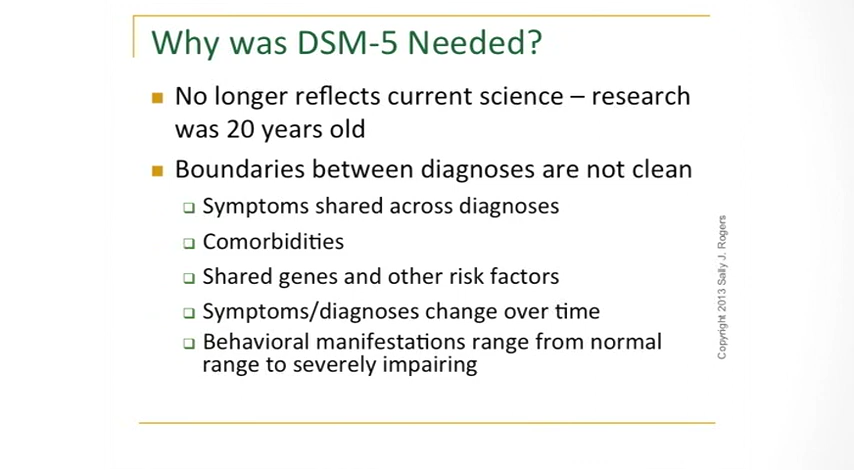 Why was DSM-5 Needed?
No longer reflects current science – research
was 20 years old
Boundaries between diagnoses are not clean
Symptoms shared across diagnoses
Comorbidities
Shared genes and other risk factors
Symptoms/diagnoses change over time
Behavioral manifestations range from normal
range to severely impairing
Copyright 2013 Sally J. Rogers